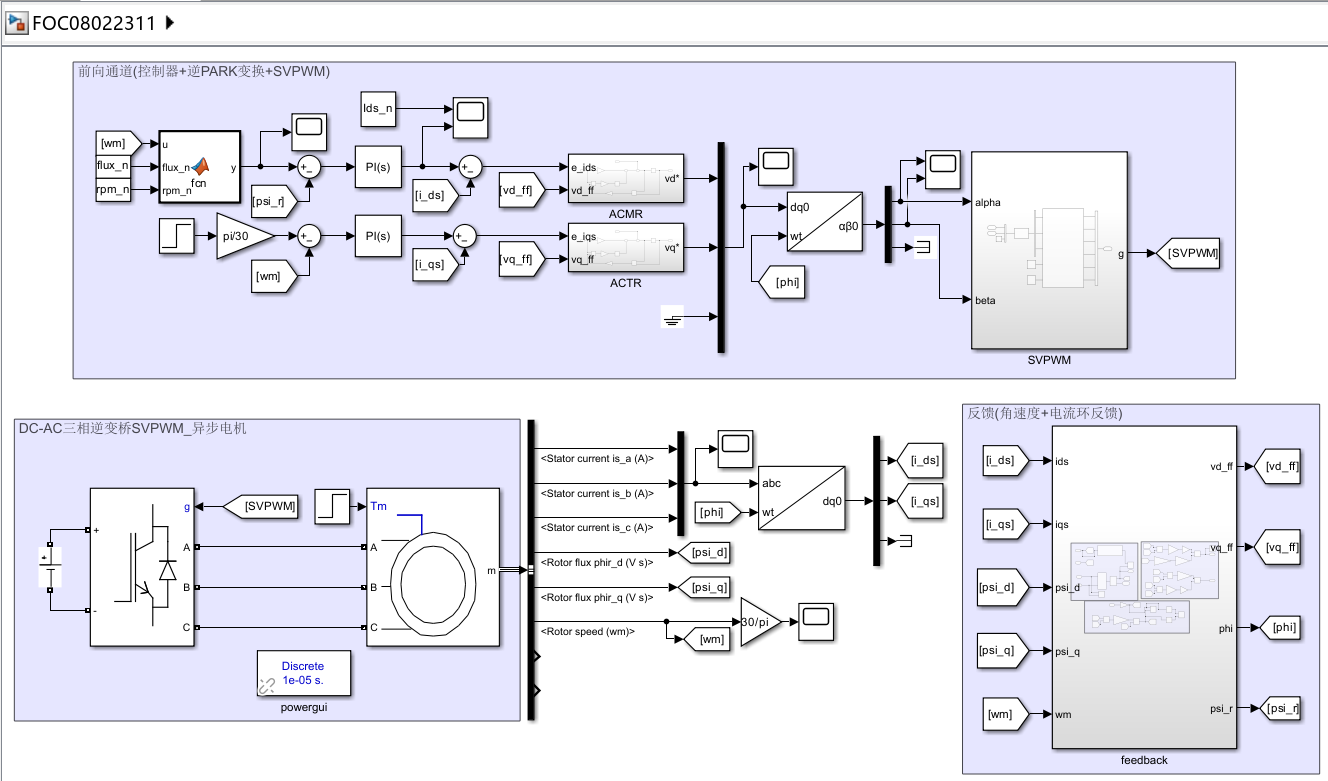 FOC08022311
前向通道(控制器+逆PARK变换+SVPWM)
[wm]
flux_n
rpm_n
u
flux_n
rpm_n
fcn
y
[psi_r]
+
_
PI(s)
Ids_n
+
_
[i_ds]
[vd_ff]
e_ids
vd_ff
vd*
ACMR
pi/30
+
_
[wm]
PI(s)
+
_
[i_qs]
[vq_ff]
e_iqs
vq_ff
vq*
ACTR
dq0
wt
αβ0
[phi]
alpha
beta
g
SVPWM
[SVPWM]
DC-AC三相逆变桥SVPWM_异步电机
+
-
g
A
B
C
[SVPWM]
Tm
A
B
C
m
Discrete
1e-05 s.
powergui
<Stator current is_a (A)>
<Stator current is_b (A)>
<Stator current is_c (A)>
<Rotor flux phir_d (V s)>
<Rotor flux phir_q (V s)>
<Rotor speed (wm)>
[phi]
abc
wt
dq0
[i_ds]
[i_qs]
[psi_d]
[psi_q]
[wm]
30/pi
反馈(角速度+电流环反馈)
[i_ds]
[i_qs]
[psi_d]
[psi_q]
[wm]
ids
iqs
psi_d
psi_q
wm
vd_ff
vq_ff
phi
psi_r
[vd_ff]
[vq_ff]
[phi]
[psi_r]
feedback